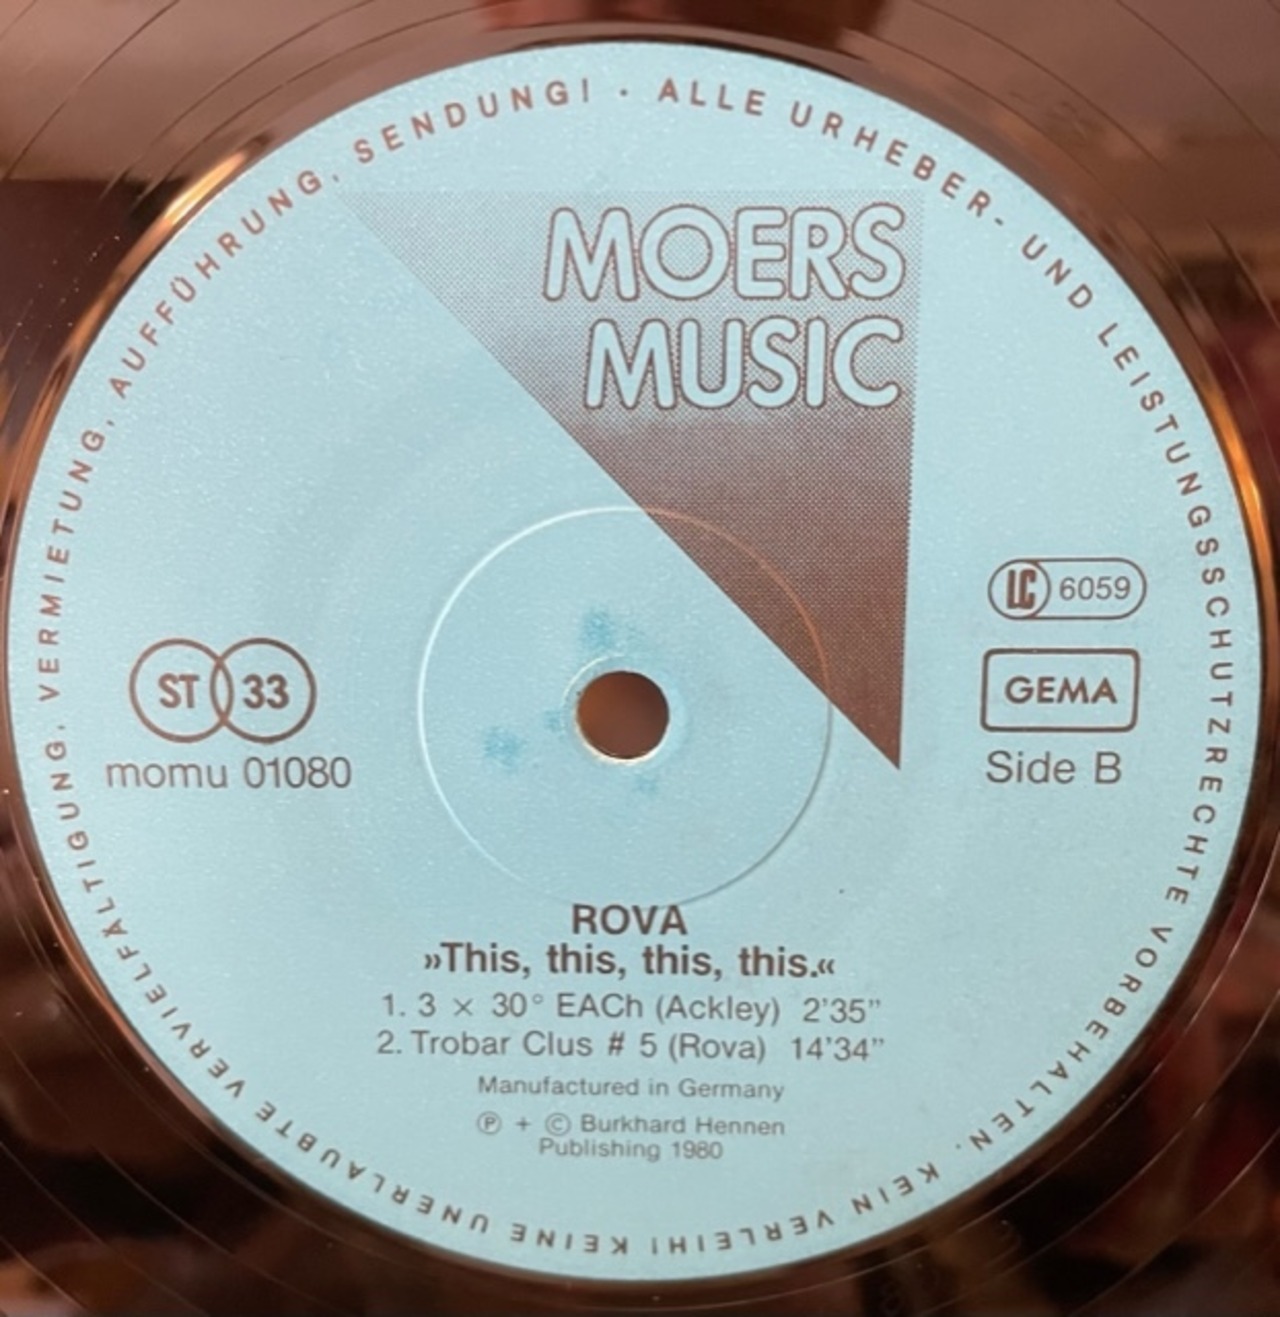 ALLE URHEBER- UND LEISTUNGSSCHUTZRECHTE VORBEHALTEN. KEIN VERLEIH! KEINE UNERLAUBTE VERVIELFÄLTIGUNG, VERMIETUNG, AUFFÜHRUNG, SENDUNG! ·
MOERS
MUSIC
LC 6059
ST 33
GEMA
momu 01080
Side B
ROVA
»This, this, this, this.«
1. 3 × 30° EACh (Ackley) 2'35”
2. Trobar Clus # 5 (Rova) 14'34”
Manufactured in Germany
℗ + © Burkhard Hennen
Publishing 1980